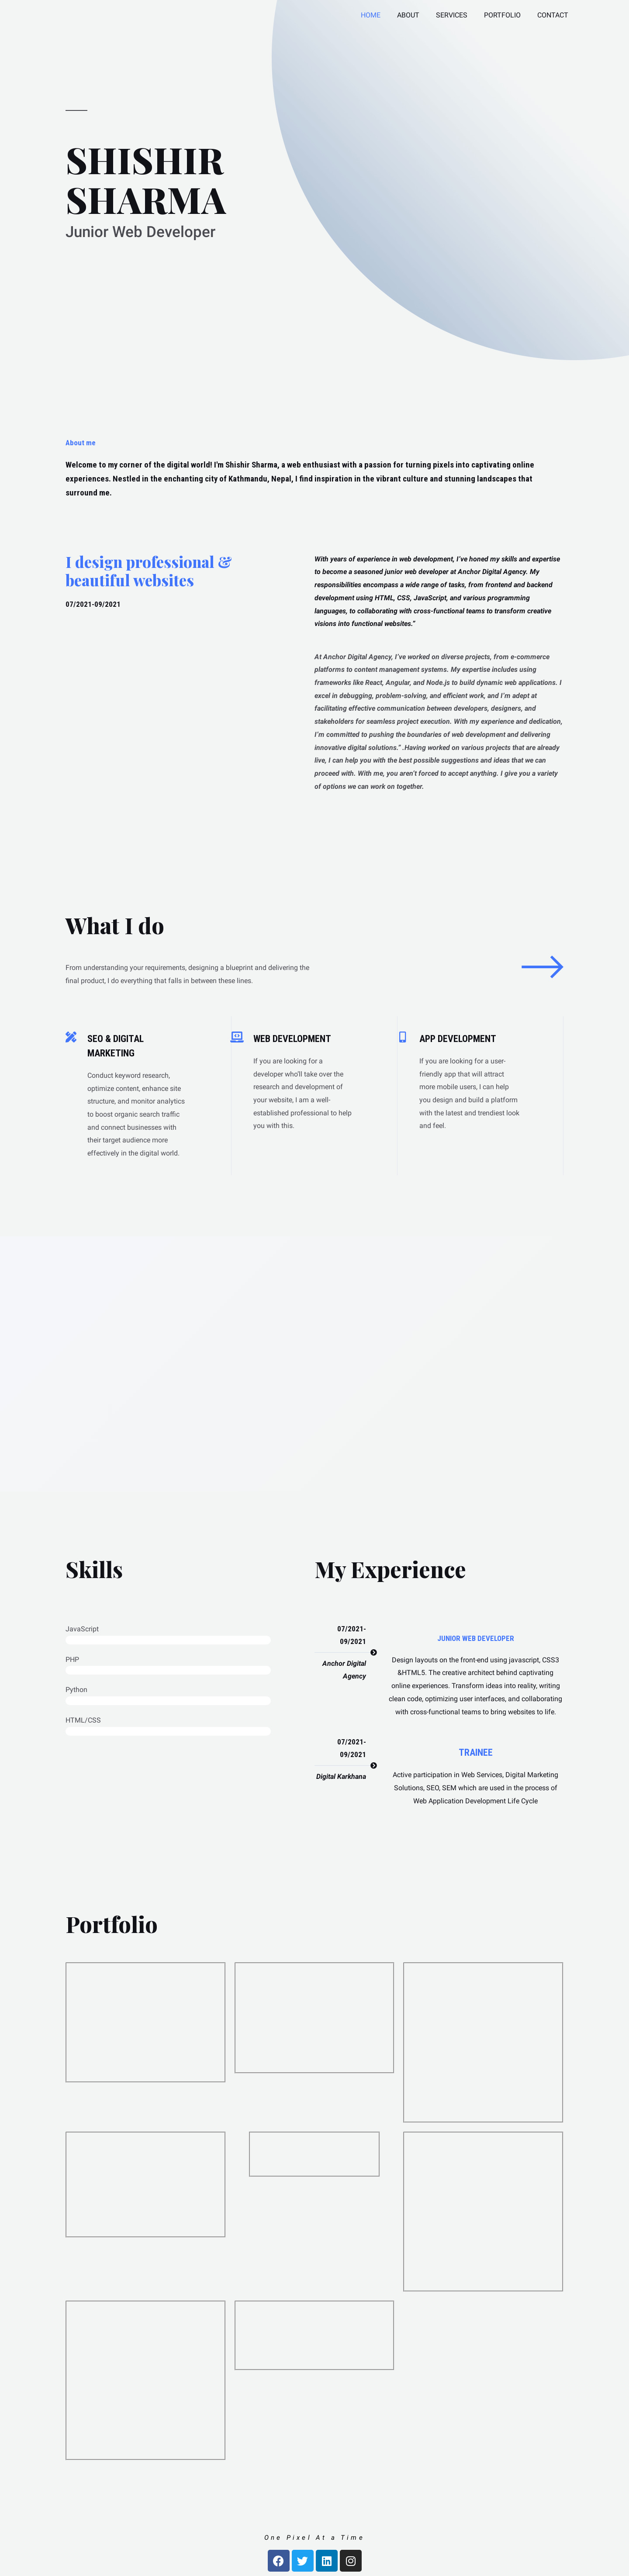 HOME ABOUT SERVICES PORTFOLIO CONTACT
SHISHIR
SHARMA
Junior Web Developer
About me
Welcome to my corner of the digital world! I'm Shishir Sharma, a web enthusiast with a passion for turning pixels into captivating online
experiences. Nestled in the enchanting city of Kathmandu, Nepal, I find inspiration in the vibrant culture and stunning landscapes that
surround me.
I design professional &
beautiful websites
07/2021-09/2021
With years of experience in web development, I've honed my skills and expertise
to become a seasoned junior web developer at Anchor Digital Agency. My
responsibilities encompass a wide range of tasks, from frontend and backend
development using HTML, CSS, JavaScript, and various programming
languages, to collaborating with cross-functional teams to transform creative
visions into functional websites."
At Anchor Digital Agency, I've worked on diverse projects, from e-commerce
platforms to content management systems. My expertise includes using
frameworks like React, Angular, and Node.js to build dynamic web applications. I
excel in debugging, problem-solving, and efficient work, and I'm adept at
facilitating effective communication between developers, designers, and
stakeholders for seamless project execution. With my experience and dedication,
I'm committed to pushing the boundaries of web development and delivering
innovative digital solutions." .Having worked on various projects that are already
live, I can help you with the best possible suggestions and ideas that we can
proceed with. With me, you aren't forced to accept anything. I give you a variety
of options we can work on together.
What I do
From understanding your requirements, designing a blueprint and delivering the
final product, I do everything that falls in between these lines.
SEO & DIGITAL
MARKETING
Conduct keyword research,
optimize content, enhance site
structure, and monitor analytics
to boost organic search traffic
and connect businesses with
their target audience more
effectively in the digital world.
WEB DEVELOPMENT
If you are looking for a
developer who'll take over the
research and development of
your website, I am a well-
established professional to help
you with this.
APP DEVELOPMENT
If you are looking for a user-
friendly app that will attract
more mobile users, I can help
you design and build a platform
with the latest and trendiest look
and feel.
Skills
JavaScript
PHP
Python
HTML/CSS
My Experience
07/2021-
09/2021
Anchor Digital
Agency
JUNIOR WEB DEVELOPER
Design layouts on the front-end using javascript, CSS3
&HTML5. The creative architect behind captivating
online experiences. Transform ideas into reality, writing
clean code, optimizing user interfaces, and collaborating
with cross-functional teams to bring websites to life.
07/2021-
09/2021
Digital Karkhana
TRAINEE
Active participation in Web Services, Digital Marketing
Solutions, SEO, SEM which are used in the process of
Web Application Development Life Cycle
Portfolio
One Pixel At a Time